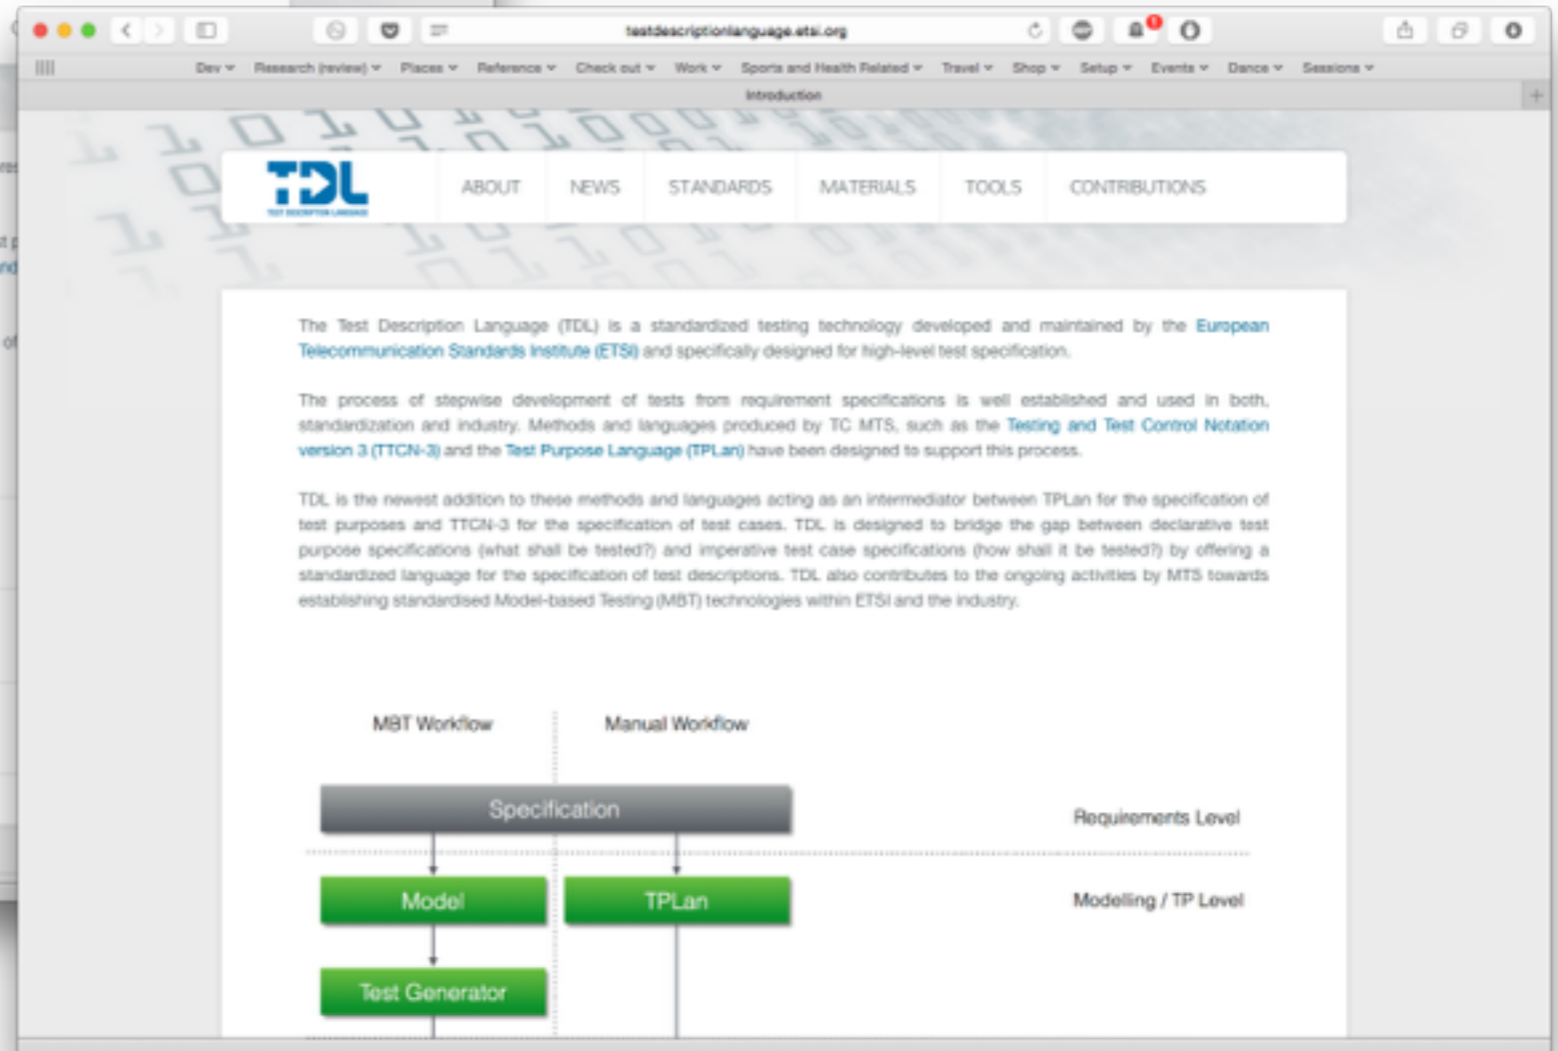 testdescriptionlanguage.etsi.org
Dev Research (review) Places Reference Check out Work Sports and Health Related Travel Shop Setup Events Dance Sessions
Introduction
TDL
TEST DESCRIPTION LANGUAGE
ABOUT NEWS STANDARDS MATERIALS TOOLS CONTRIBUTIONS
The Test Description Language (TDL) is a standardized testing technology developed and maintained by the European
Telecommunication Standards Institute (ETSI) and specifically designed for high-level test specification.
The process of stepwise development of tests from requirement specifications is well established and used in both,
standardization and industry. Methods and languages produced by TC MTS, such as the Testing and Test Control Notation
version 3 (TTCN-3) and the Test Purpose Language (TPLan) have been designed to support this process.
TDL is the newest addition to these methods and languages acting as an intermediator between TPLan for the specification of
test purposes and TTCN-3 for the specification of test cases. TDL is designed to bridge the gap between declarative test
purpose specifications (what shall be tested?) and imperative test case specifications (how shall it be tested?) by offering a
standardized language for the specification of test descriptions. TDL also contributes to the ongoing activities by MTS towards
establishing standardised Model-based Testing (MBT) technologies within ETSI and the industry.
MBT Workflow Manual Workflow
Specification
Requirements Level
Model TPLan Modelling / TP Level
Test Generator